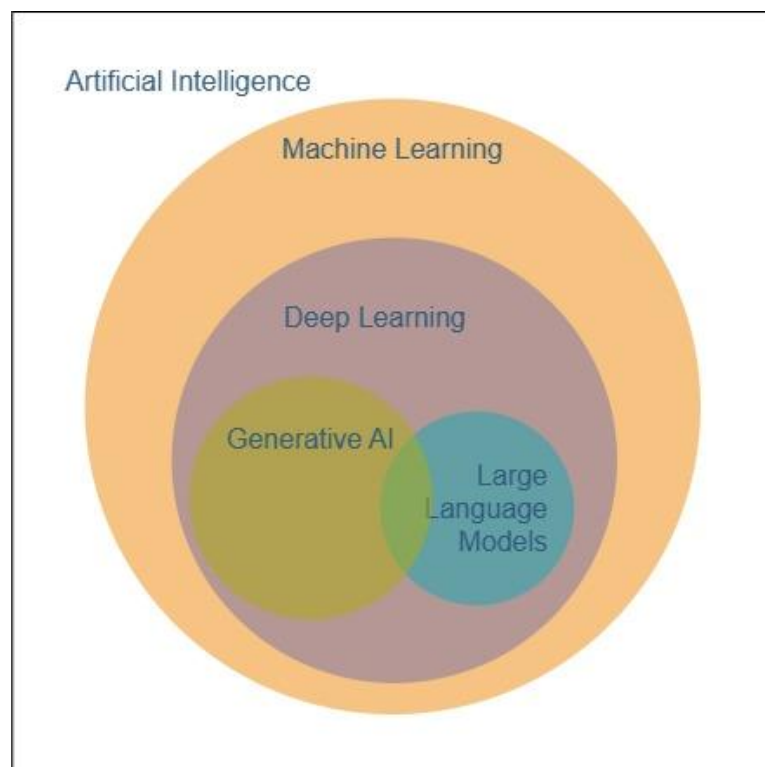 Artificial Intelligence
Machine Learning
Deep Learning
Generative AI
Large
Language
Models